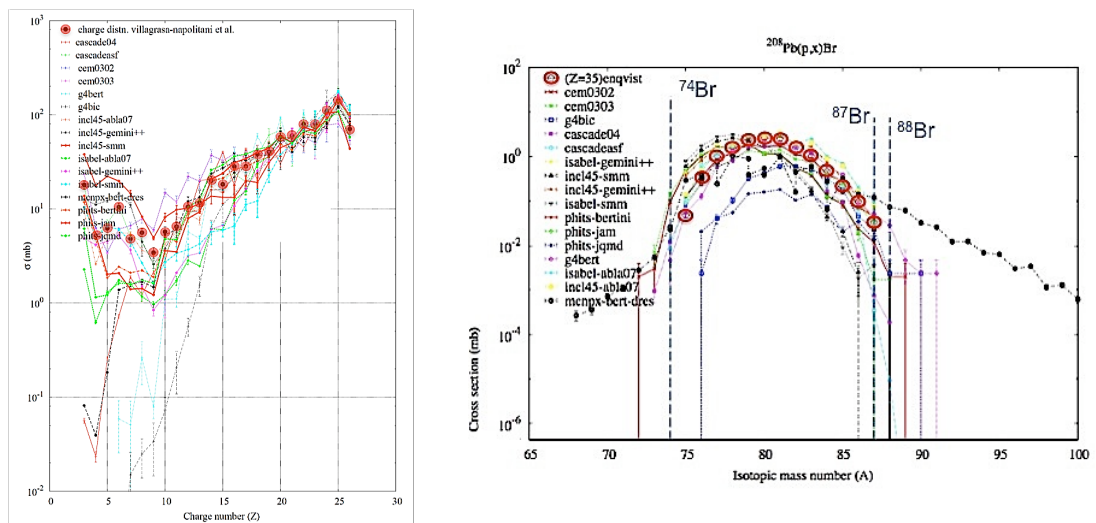 10³
10²
10¹
10⁰
10⁻¹
10⁻²
σ (mb)
charge distn. villagrasa-napolitani et al.
cascade04
cascadeasf
cem0302
cem0303
g4bert
g4bic
incl45-abla07
incl45-gemini++
incl45-smm
isabel-abla07
isabel-gemini++
isabel-smm
mcnpx-bert-dres
phits-bertini
phits-jam
phits-jqmd
0 5 10 15 20 25 30
Charge number (Z)
²⁰⁸Pb(p,x)Br
10²
10⁰
10⁻²
10⁻⁴
10⁻⁶
Cross section (mb)
(Z=35)enqvist
cem0302
cem0303
g4bic
cascade04
cascadeasf
isabel-gemini++
incl45-smm
incl45-gemini++
isabel-smm
phits-bertini
phits-jam
phits-jqmd
g4bert
isabel-abla07
incl45-abla07
mcnpx-bert-dres
⁷⁴Br
⁸⁷Br
⁸⁸Br
65 70 75 80 85 90 95 100
Isotopic mass number (A)